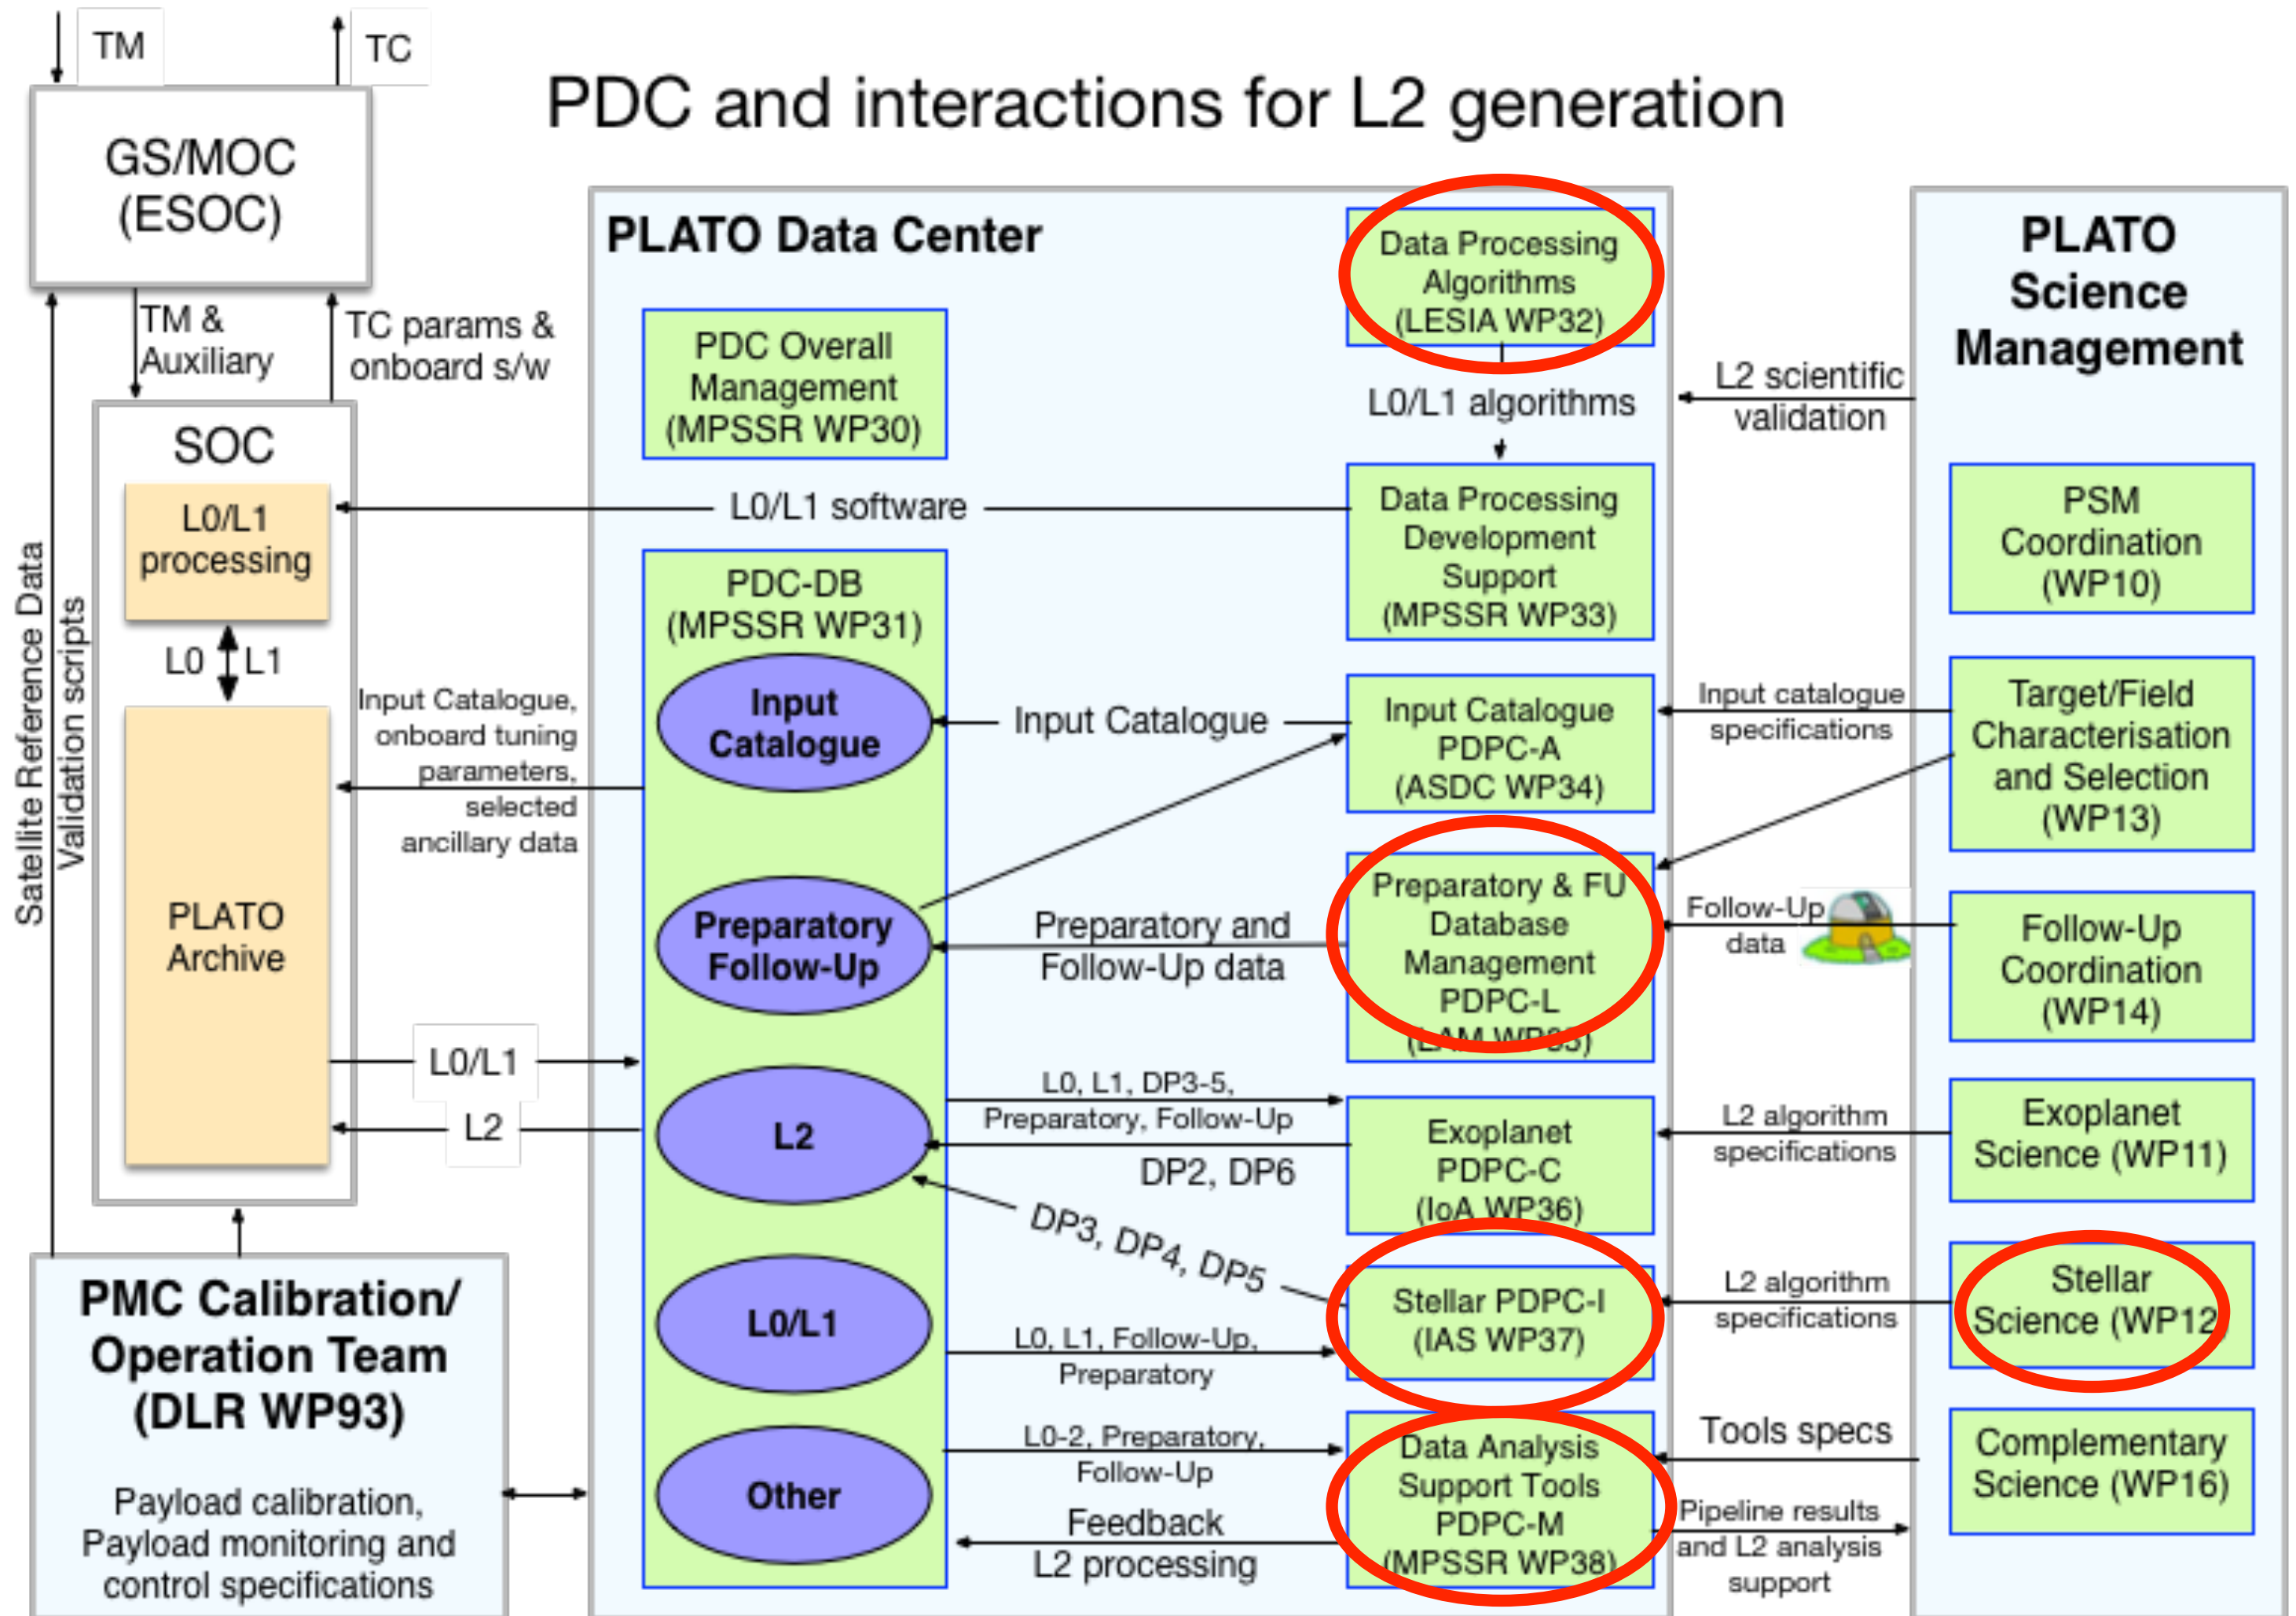 TM
TC
PDC and interactions for L2 generation
GS/MOC
(ESOC)
TM &
Auxiliary
TC params &
onboard s/w
SOC
L0/L1
processing
L0
L1
PLATO
Archive
Satellite Reference Data
Validation scripts
Input Catalogue,
onboard tuning
parameters,
selected
ancillary data
L0/L1
L2
PMC Calibration/
Operation Team
(DLR WP93)
Payload calibration,
Payload monitoring and
control specifications
PLATO Data Center
PDC Overall
Management
(MPSSR WP30)
L0/L1 software
PDC-DB
(MPSSR WP31)
Input
Catalogue
Preparatory
Follow-Up
L2
L0/L1
Other
Input Catalogue
Preparatory and
Follow-Up data
L0, L1, DP3-5,
Preparatory, Follow-Up
DP2, DP6
DP3, DP4, DP5
L0, L1, Follow-Up,
Preparatory
L0-2, Preparatory,
Follow-Up
Feedback
L2 processing
Data Processing
Algorithms
(LESIA WP32)
L0/L1 algorithms
Data Processing
Development
Support
(MPSSR WP33)
Input Catalogue
PDPC-A
(ASDC WP34)
Preparatory & FU
Database
Management
PDPC-L
(LAM WP35)
Exoplanet
PDPC-C
(IoA WP36)
Stellar PDPC-I
(IAS WP37)
Data Analysis
Support Tools
PDPC-M
(MPSSR WP38)
L2 scientific
validation
Input catalogue
specifications
Follow-Up
data
L2 algorithm
specifications
L2 algorithm
specifications
Tools specs
Pipeline results
and L2 analysis
support
PLATO
Science
Management
PSM
Coordination
(WP10)
Target/Field
Characterisation
and Selection
(WP13)
Follow-Up
Coordination
(WP14)
Exoplanet
Science (WP11)
Stellar
Science (WP12)
Complementary
Science (WP16)